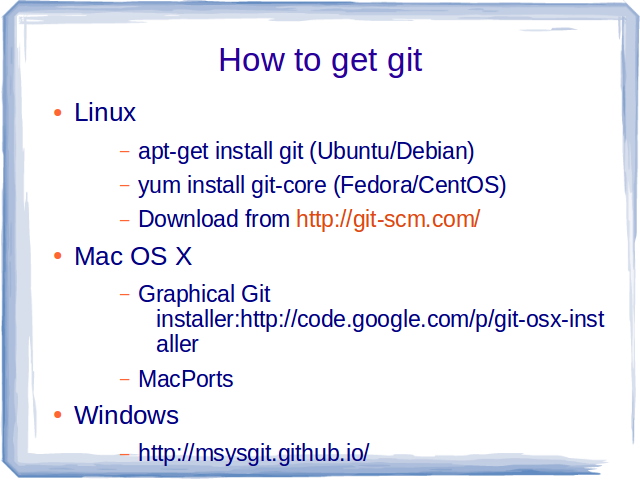 How to get git
• Linux
– apt-get install git (Ubuntu/Debian)
– yum install git-core (Fedora/CentOS)
– Download from http://git-scm.com/
• Mac OS X
– Graphical Git
installer:http://code.google.com/p/git-osx-inst
aller
– MacPorts
• Windows
– http://msysgit.github.io/